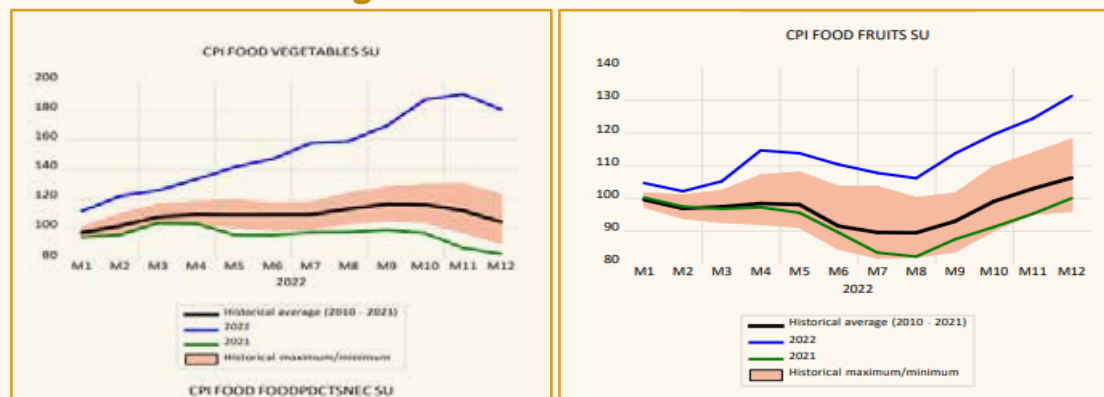 CPI FOOD VEGETABLES SU
200
180
160
140
120
100
80
M1 M2 M3 M4 M5 M6 M7 M8 M9 M10 M11 M12
2022
Historical average (2010 - 2021)
2022
2021
Historical maximum/minimum
CPI FOOD FOODPDCTSNEC SU
CPI FOOD FRUITS SU
140
130
120
110
100
90
80
M1 M2 M3 M4 M5 M6 M7 M8 M9 M10 M11 M12
2022
Historical average (2010 - 2021)
2022
2021
Historical maximum/minimum